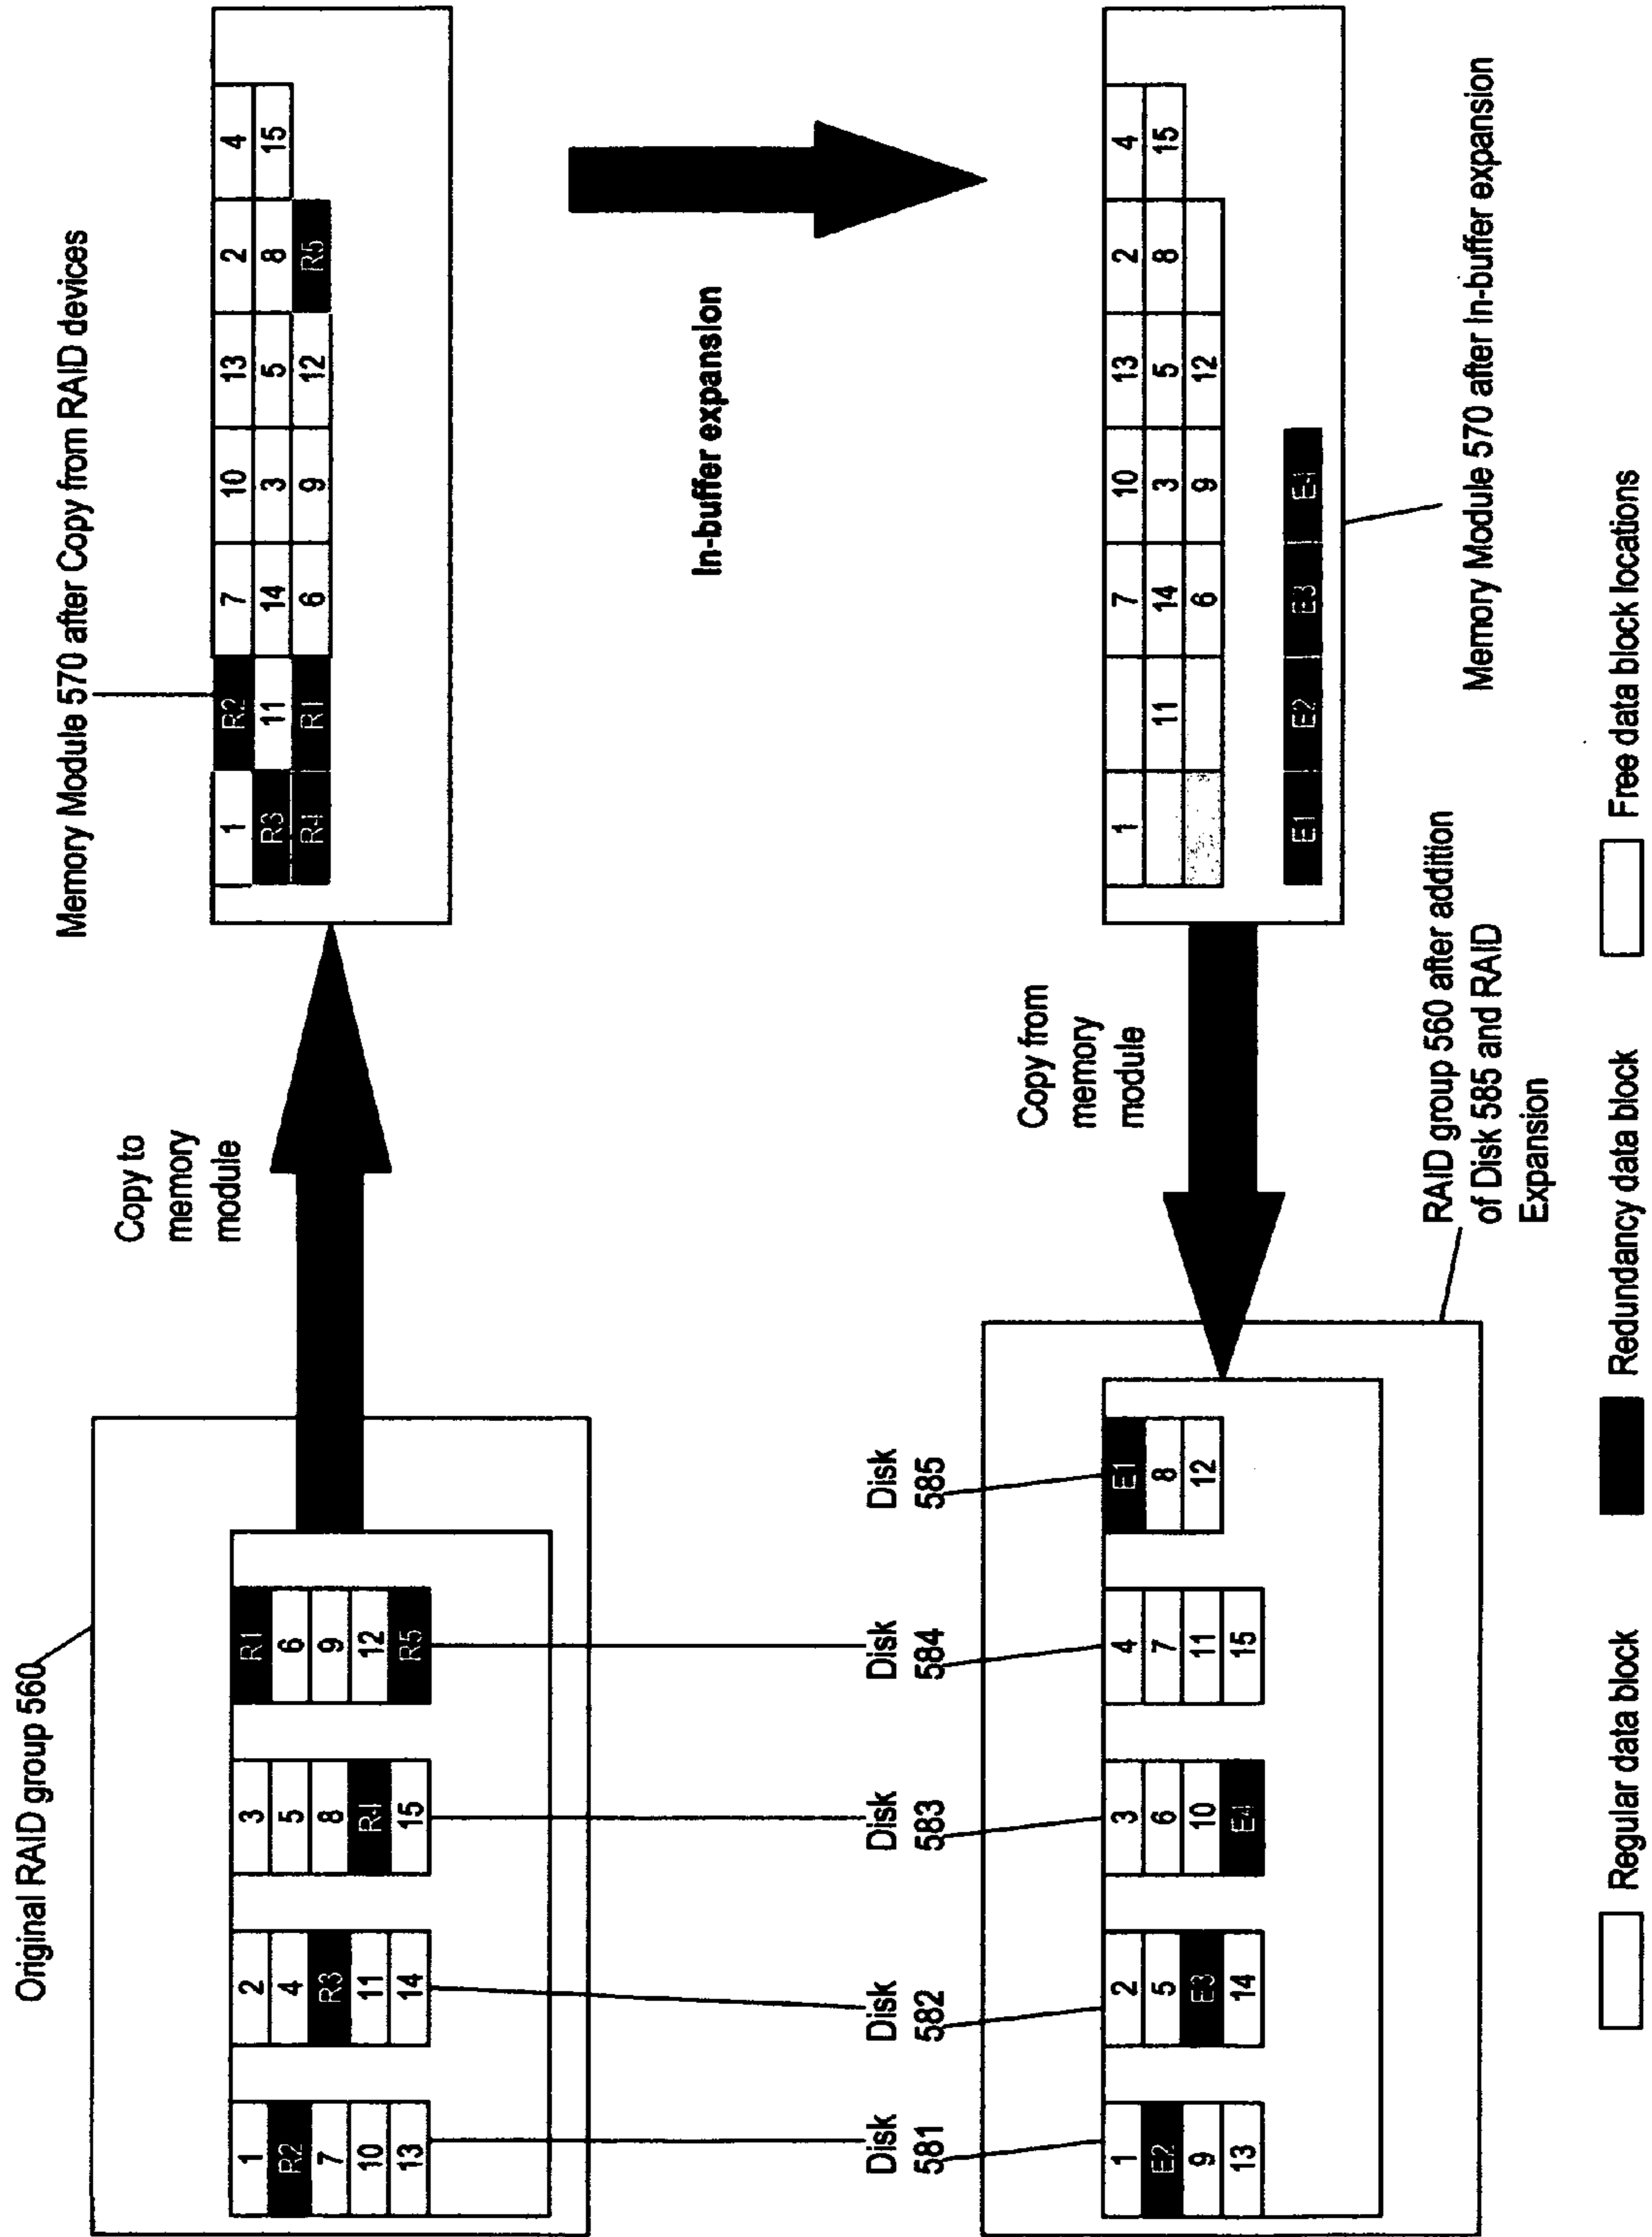 Original RAID group 560
1
R2
7
10
13
2
4
R3
11
14
3
5
8
R4
15
R1
6
9
12
R5
Copy to
memory
module
Memory Module 570 after Copy from RAID devices
1 R2 7 10 13 2 4
R3 11 14 3 5 8 15
R4 R1 6 9 12 R5
In-buffer expansion
Disk
581
Disk
582
Disk
583
Disk
584
Disk
585
1
E2
9
13
2
5
E3
14
3
6
10
E4
4
7
11
15
E1
8
12
Copy from
memory
module
RAID group 560 after addition
of Disk 585 and RAID
Expansion
1 7 10 13 2 4
11 14 3 5 8 15
6 9 12
E1 E2 E3 E4
Memory Module 570 after In-buffer expansion
Regular data block
Redundancy data block
Free data block locations